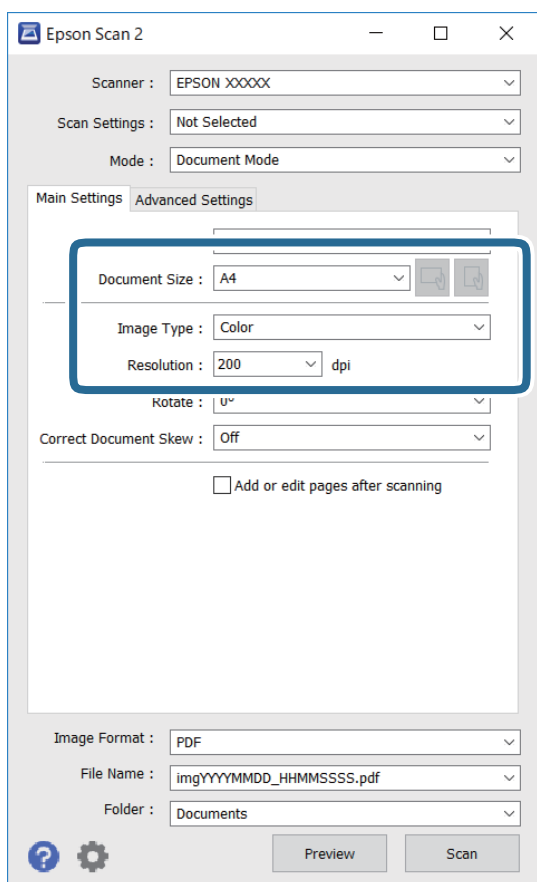 Epson Scan 2
Scanner : EPSON XXXXX
Scan Settings : Not Selected
Mode : Document Mode
Main Settings Advanced Settings
Document Size : A4
Image Type : Color
Resolution : 200 dpi
Rotate : 0°
Correct Document Skew : Off
Add or edit pages after scanning
Image Format : PDF
File Name : imgYYYYMMDD_HHMMSSSS.pdf
Folder : Documents
? Preview Scan